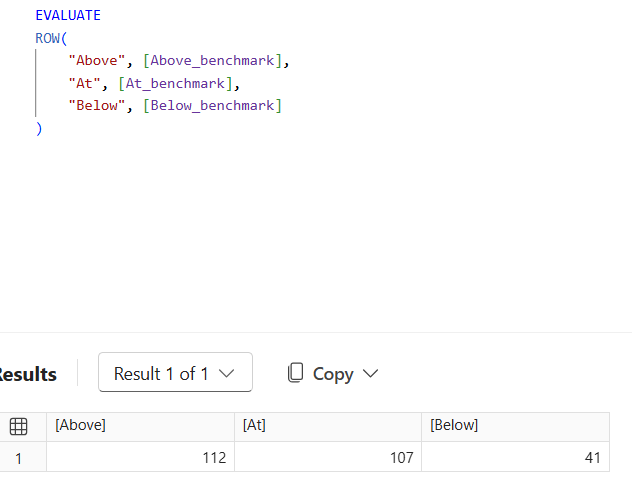 EVALUATE
ROW(
"Above", [Above_benchmark],
"At", [At_benchmark],
"Below", [Below_benchmark]
)
esults Result 1 of 1 Copy
[Above] [At] [Below]
1 112 107 41